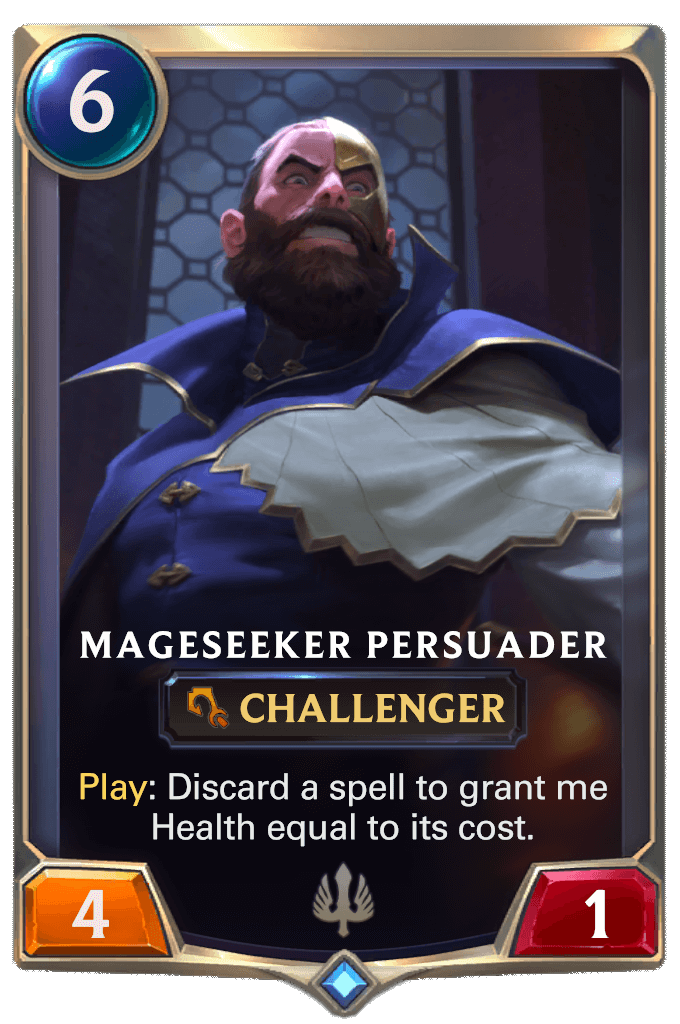 6
MAGESEEKER PERSUADER
CHALLENGER
Play: Discard a spell to grant me
Health equal to its cost.
4
1